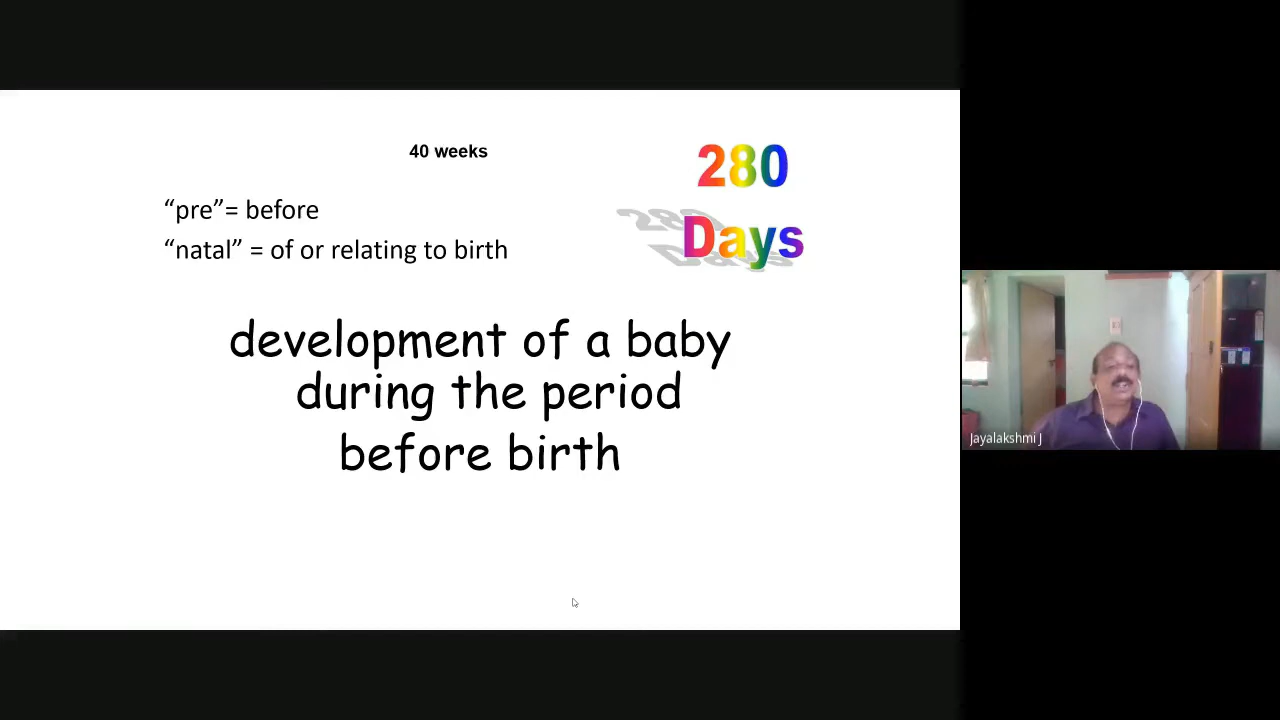 40 weeks
280
Days
“pre”= before
“natal” = of or relating to birth
development of a baby
during the period
before birth
Jayalakshmi J